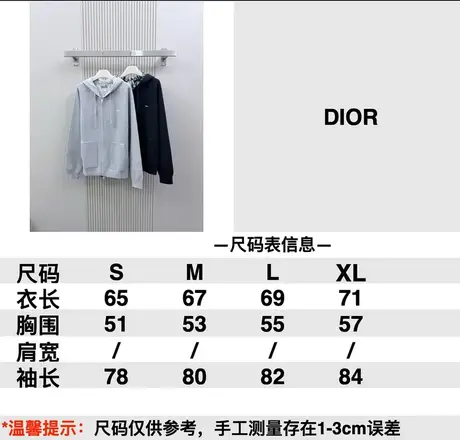 DIOR
—尺码表信息—
尺码 S M L XL
衣长 65 67 69 71
胸围 51 53 55 57
肩宽 / / / /
袖长 78 80 82 84
*温馨提示：尺码仅供参考，手工测量存在1-3cm误差